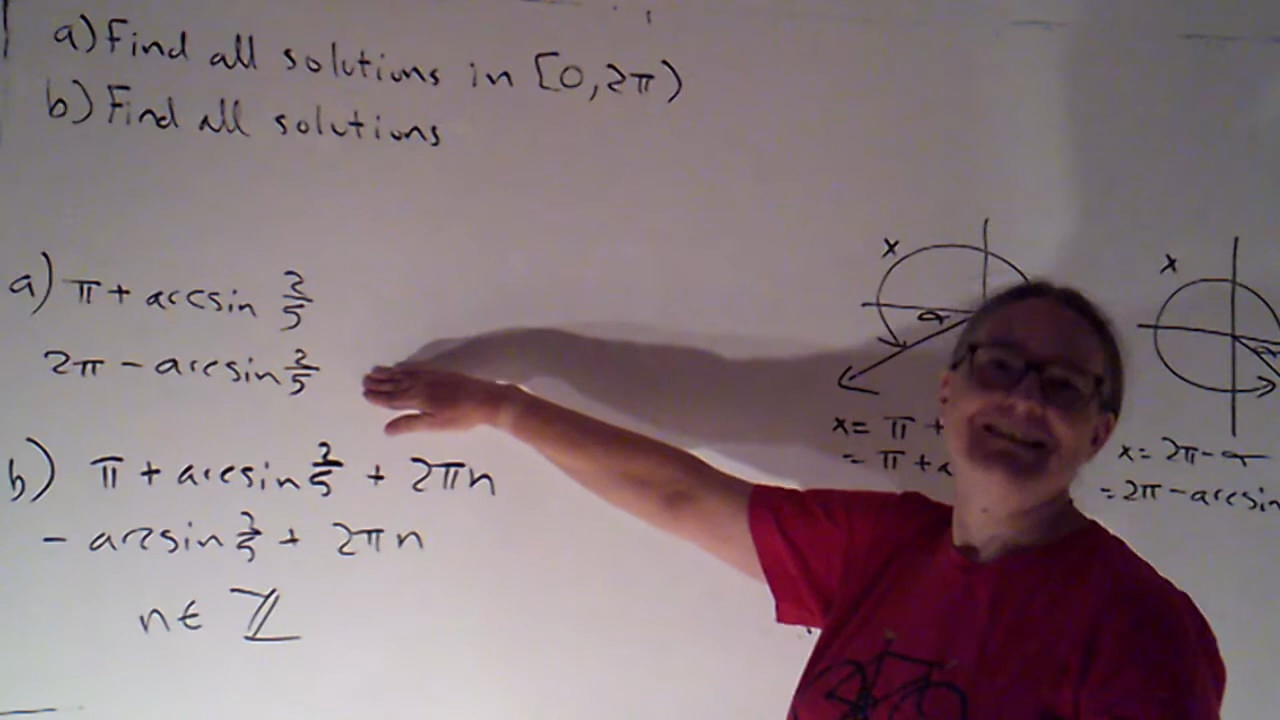 a) Find all solutions in [0,2π)
b) Find all solutions
a) π + arcsin 2/5
2π - arcsin 2/5
b) π + arcsin 2/5 + 2πn
- arcsin 2/5 + 2πn
n ∈ ℤ
x
α
x = π +
= π + a
x
x = 2π - α
= 2π - arcsin